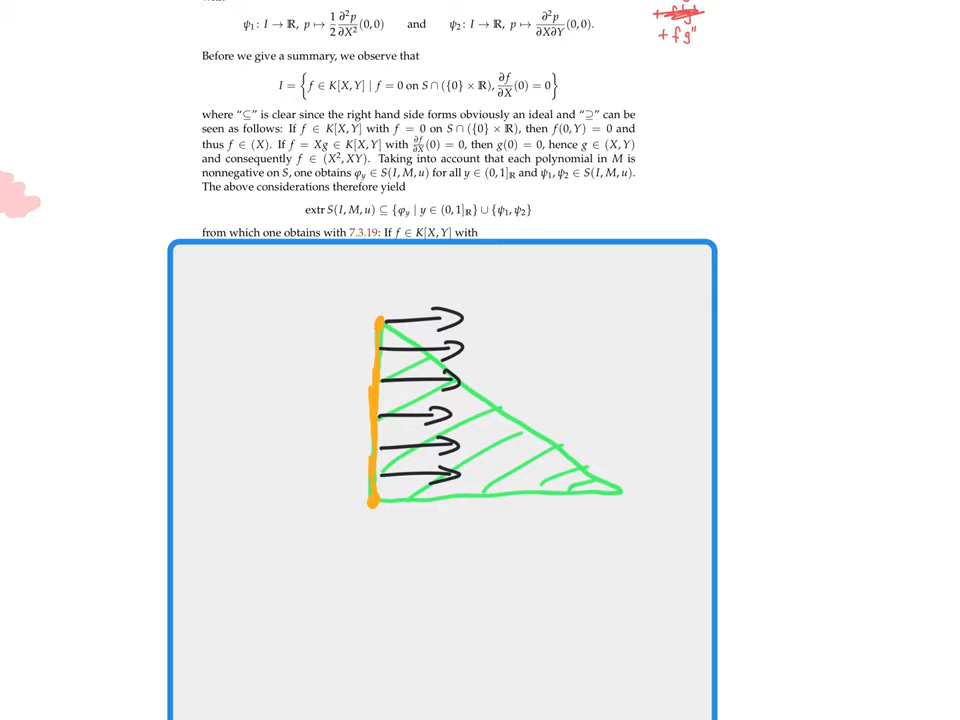 ψ₁: I → ℝ, p ↦ 1/2 ∂²p/∂X² (0,0) and ψ₂: I → ℝ, p ↦ ∂²p/∂X∂Y (0,0).
+ f g''
Before we give a summary, we observe that
I = { f ∈ K[X,Y] | f = 0 on S ∩ ({0} × ℝ), ∂f/∂X (0) = 0 }
where “⊆” is clear since the right hand side forms obviously an ideal and “⊇” can be
seen as follows: If f ∈ K[X,Y] with f = 0 on S ∩ ({0} × ℝ), then f(0,Y) = 0 and
thus f ∈ (X). If f = Xg ∈ K[X,Y] with ∂f/∂X (0) = 0, then g(0) = 0, hence g ∈ (X,Y)
and consequently f ∈ (X², XY). Taking into account that each polynomial in M is
nonnegative on S, one obtains φ_y ∈ S(I,M,u) for all y ∈ (0,1]_ℝ and ψ₁, ψ₂ ∈ S(I,M,u).
The above considerations therefore yield
extr S(I,M,u) ⊆ {φ_y | y ∈ (0,1]_ℝ} ∪ {ψ₁, ψ₂}
from which one obtains with 7.3.19: If f ∈ K[X,Y] with